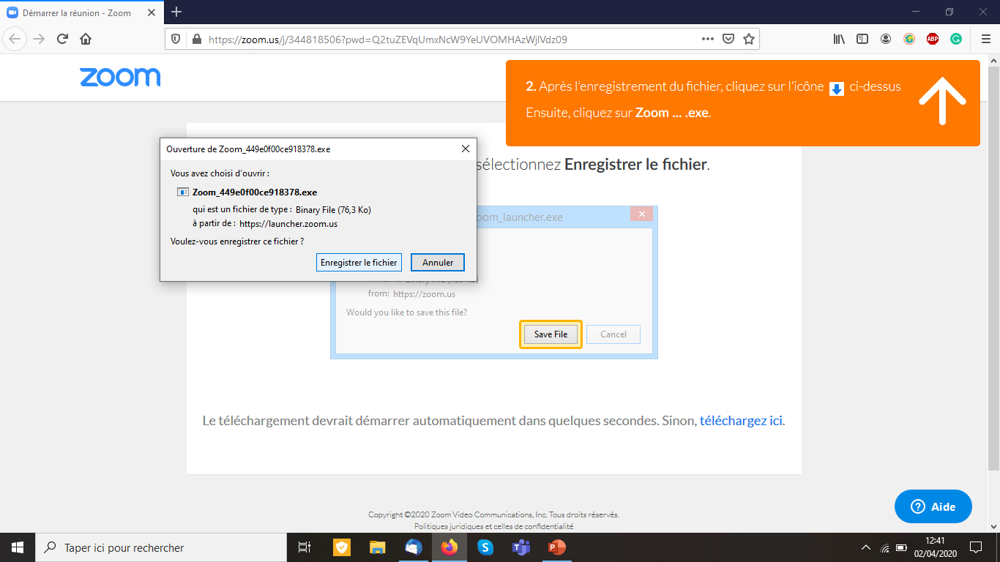 Démarrer la réunion - Zoom
https://zoom.us/j/344818506?pwd=Q2tuZEVqUmxNcW9YeUVOMHAzWjlVdz09
ABP
zoom
2. Après l'enregistrement du fichier, cliquez sur l'icône ci-dessus
Ensuite, cliquez sur Zoom ... .exe.
sélectionnez Enregistrer le fichier.
Ouverture de Zoom_449e0f00ce918378.exe
Vous avez choisi d'ouvrir :
Zoom_449e0f00ce918378.exe
qui est un fichier de type : Binary File (76,3 Ko)
à partir de : https://launcher.zoom.us
Voulez-vous enregistrer ce fichier ?
Enregistrer le fichier
Annuler
oom_launcher.exe
from: https://zoom.us
Would you like to save this file?
Save File
Cancel
Le téléchargement devrait démarrer automatiquement dans quelques secondes. Sinon, téléchargez ici.
Aide
Copyright ©2020 Zoom Video Communications, Inc. Tous droits réservés.
Politiques juridiques et celles de confidentialité
Taper ici pour rechercher
12:41
02/04/2020